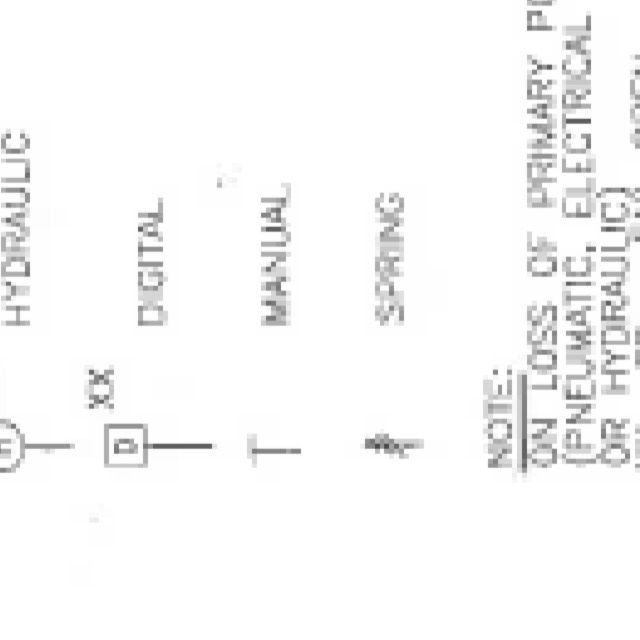 HYDRAULIC
XX
D DIGITAL
MANUAL
SPRING
NOTE:
ON LOSS OF PRIMARY
(PNEUMATIC, ELECTRICAL
OR HYDRAULIC)